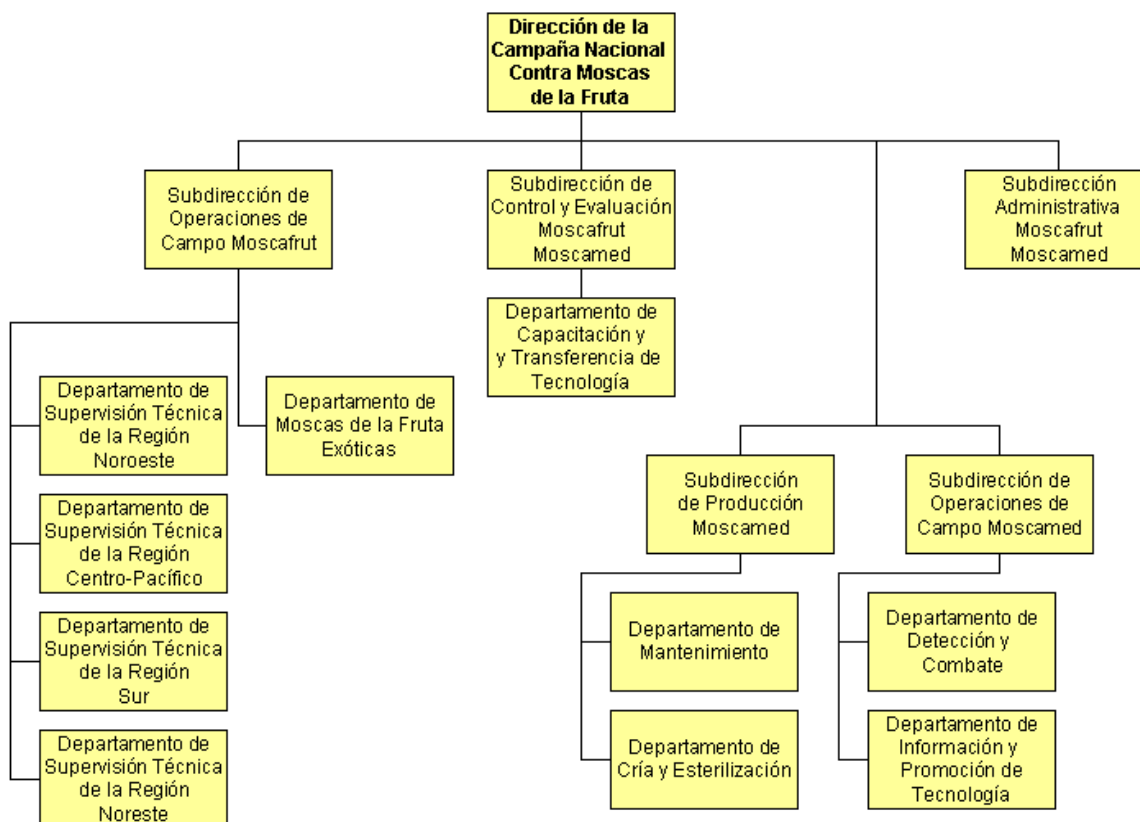 Dirección de la
Campaña Nacional
Contra Moscas
de la Fruta
Subdirección de
Operaciones de
Campo Moscafrut
Subdirección de
Control y Evaluación
Moscafrut
Moscamed
Subdirección
Administrativa
Moscafrut
Moscamed
Departamento de
Capacitación y
y Transferencia de
Tecnología
Departamento de
Supervisión Técnica
de la Región
Noroeste
Departamento de
Moscas de la Fruta
Exóticas
Departamento de
Supervisión Técnica
de la Región
Centro-Pacífico
Departamento de
Supervisión Técnica
de la Región
Sur
Departamento de
Supervisión Técnica
de la Región
Noreste
Subdirección
de Producción
Moscamed
Subdirección de
Operaciones de
Campo Moscamed
Departamento de
Mantenimiento
Departamento de
Cría y Esterilización
Departamento de
Detección y
Combate
Departamento de
Información y
Promoción de
Tecnología